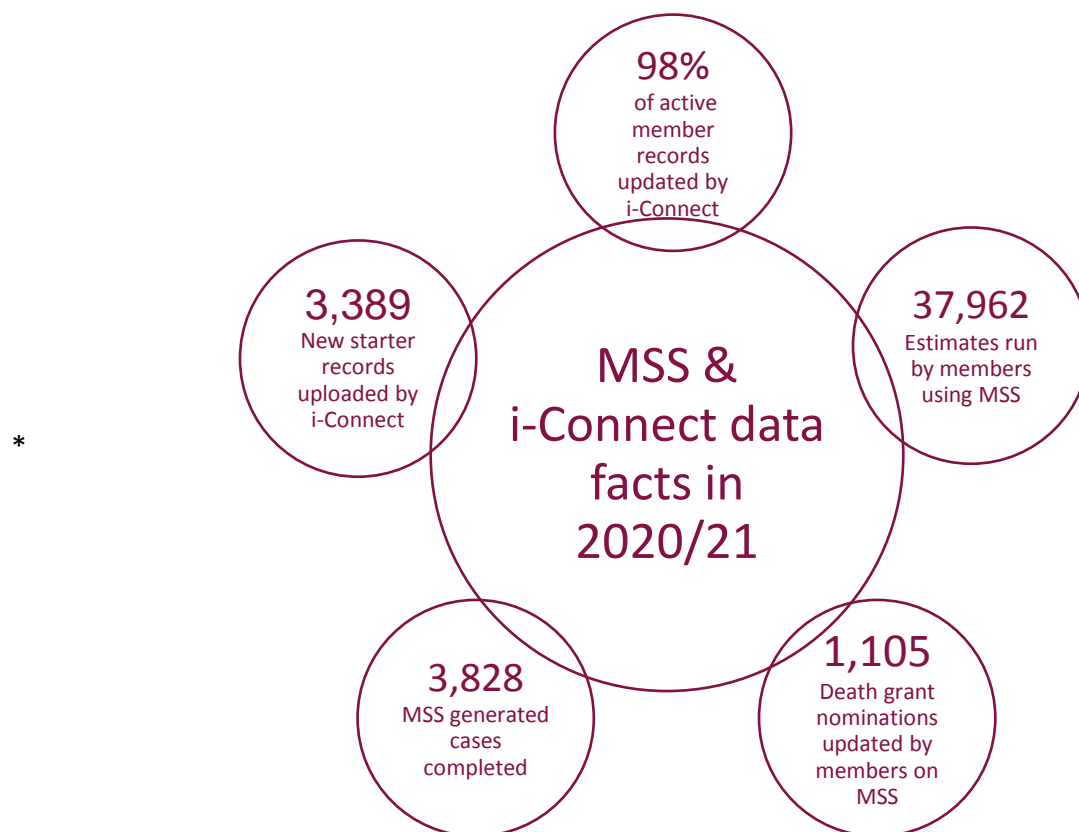 98%
of active
member
records
updated by
i-Connect
3,389
New starter
records
uploaded by
i-Connect
37,962
Estimates run
by members
using MSS
MSS &
i-Connect data
facts in
2020/21
*
3,828
MSS generated
cases
completed
1,105
Death grant
nominations
updated by
members on
MSS